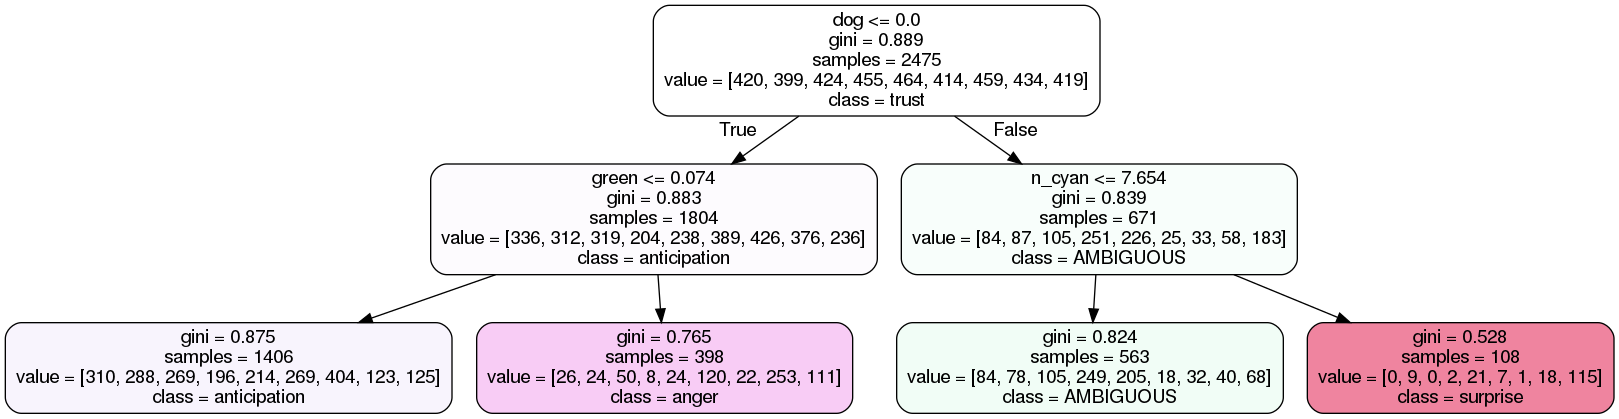 dog <= 0.0
gini = 0.889
samples = 2475
value = [420, 399, 424, 455, 464, 414, 459, 434, 419]
class = trust
True
False
green <= 0.074
gini = 0.883
samples = 1804
value = [336, 312, 319, 204, 238, 389, 426, 376, 236]
class = anticipation
n_cyan <= 7.654
gini = 0.839
samples = 671
value = [84, 87, 105, 251, 226, 25, 33, 58, 183]
class = AMBIGUOUS
gini = 0.875
samples = 1406
value = [310, 288, 269, 196, 214, 269, 404, 123, 125]
class = anticipation
gini = 0.765
samples = 398
value = [26, 24, 50, 8, 24, 120, 22, 253, 111]
class = anger
gini = 0.824
samples = 563
value = [84, 78, 105, 249, 205, 18, 32, 40, 68]
class = AMBIGUOUS
gini = 0.528
samples = 108
value = [0, 9, 0, 2, 21, 7, 1, 18, 115]
class = surprise